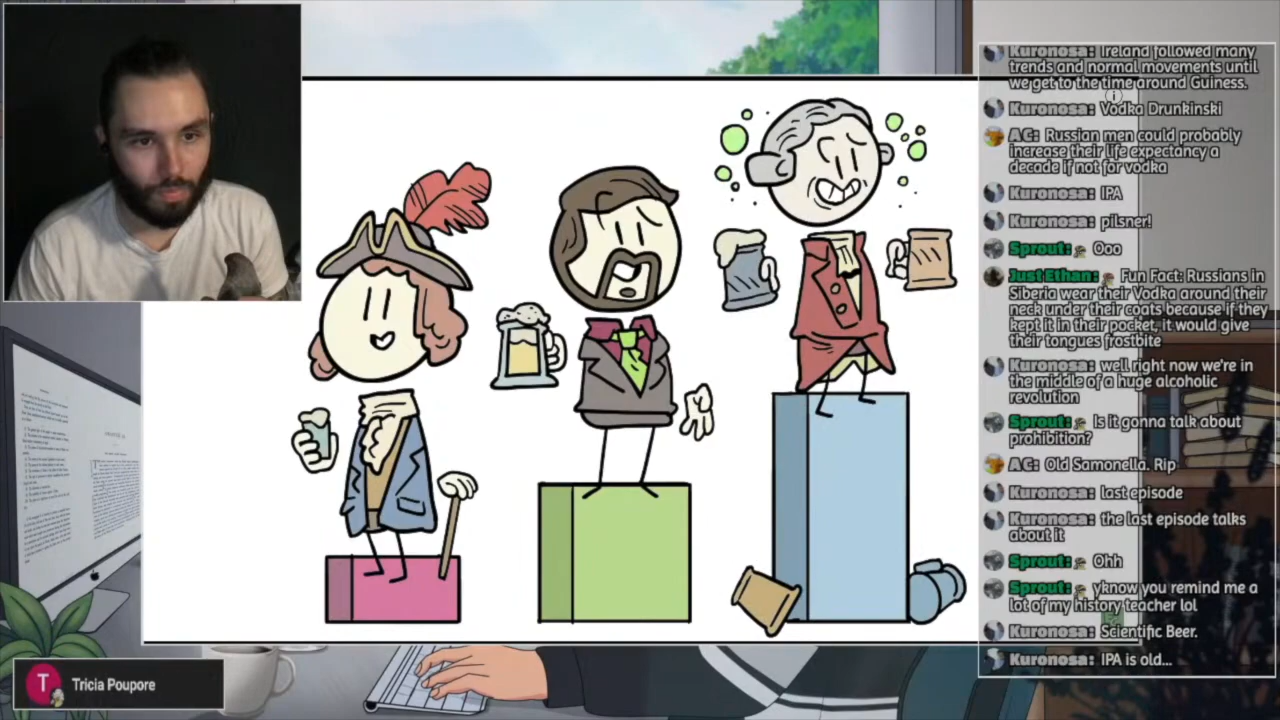 Kuronosa: Ireland followed many
trends and normal movements until
we get to the time around Guiness.
Kuronosa: Vodka Drunkinski
AC: Russian men could probably
increase their life expectancy a
decade if not for vodka
Kuronosa: IPA
Kuronosa: pilsner!
Sprout: Ooo
Just Ethan: Fun Fact: Russians in
Siberia wear their Vodka around their
neck under their coats because if they
kept it in their pocket, it would give
their tongues frostbite
Kuronosa: well right now we're in
the middle of a huge alcoholic
revolution
Sprout: Is it gonna talk about
prohibition?
AC: Old Samonella. Rip
Kuronosa: last episode
Kuronosa: the last episode talks
about it
Sprout: Ohh
Sprout: yknow you remind me a
lot of my history teacher lol
Kuronosa: Scientific Beer.
Kuronosa: IPA is old...
T Tricia Poupore